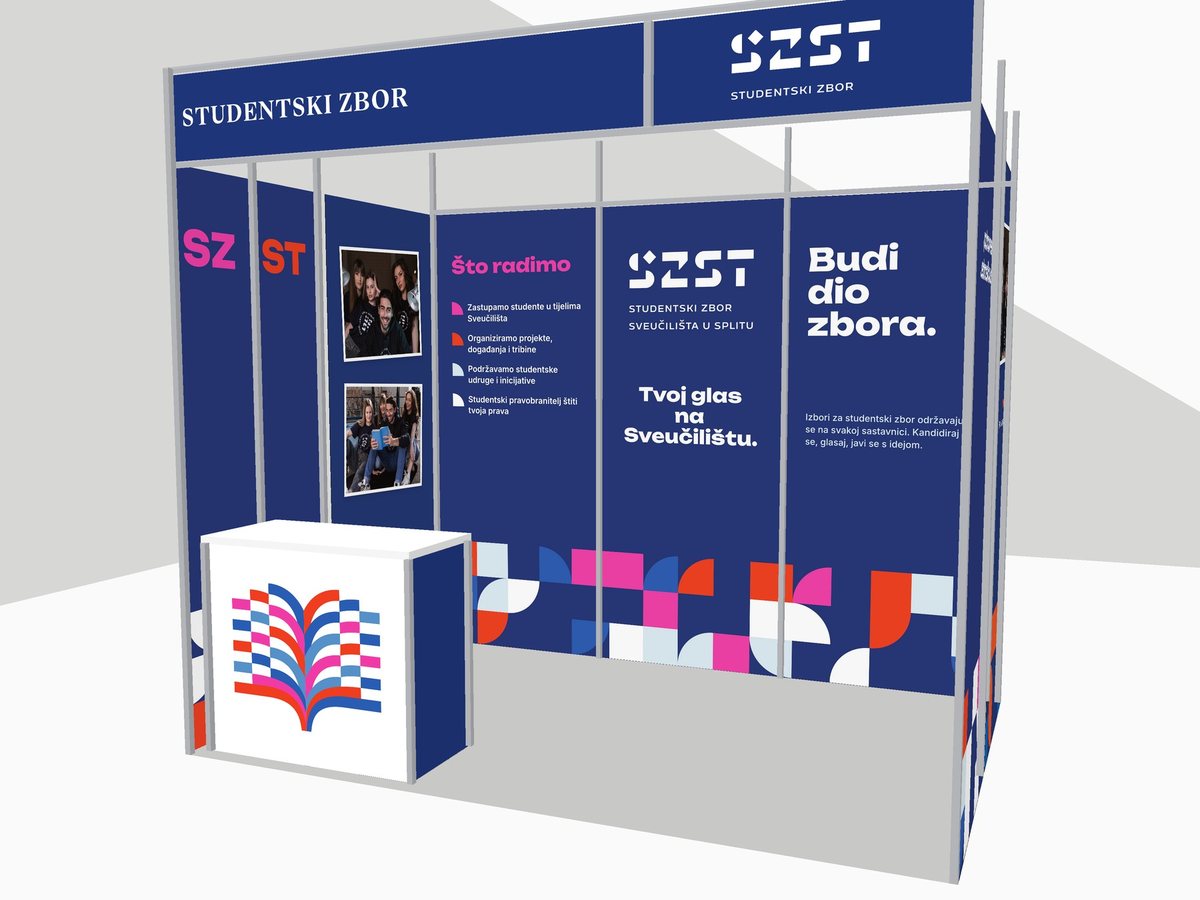 STUDENTSKI ZBOR
SZST
STUDENTSKI ZBOR
SZ
ST
Što radimo
Zastupamo studente u tijelima
Sveučilišta
Organiziramo projekte,
događanja i tribine
Podržavamo studentske
udruge i inicijative
Studentski pravobranitelj štiti
tvoja prava
SZST
STUDENTSKI ZBOR
SVEUČILIŠTA U SPLITU
Tvoj glas
na
Sveučilištu.
Budi
dio
zbora.
Izbori za studentski zbor održavaju
se na svakoj sastavnici. Kandidiraj
se, glasaj, javi se s idejom.